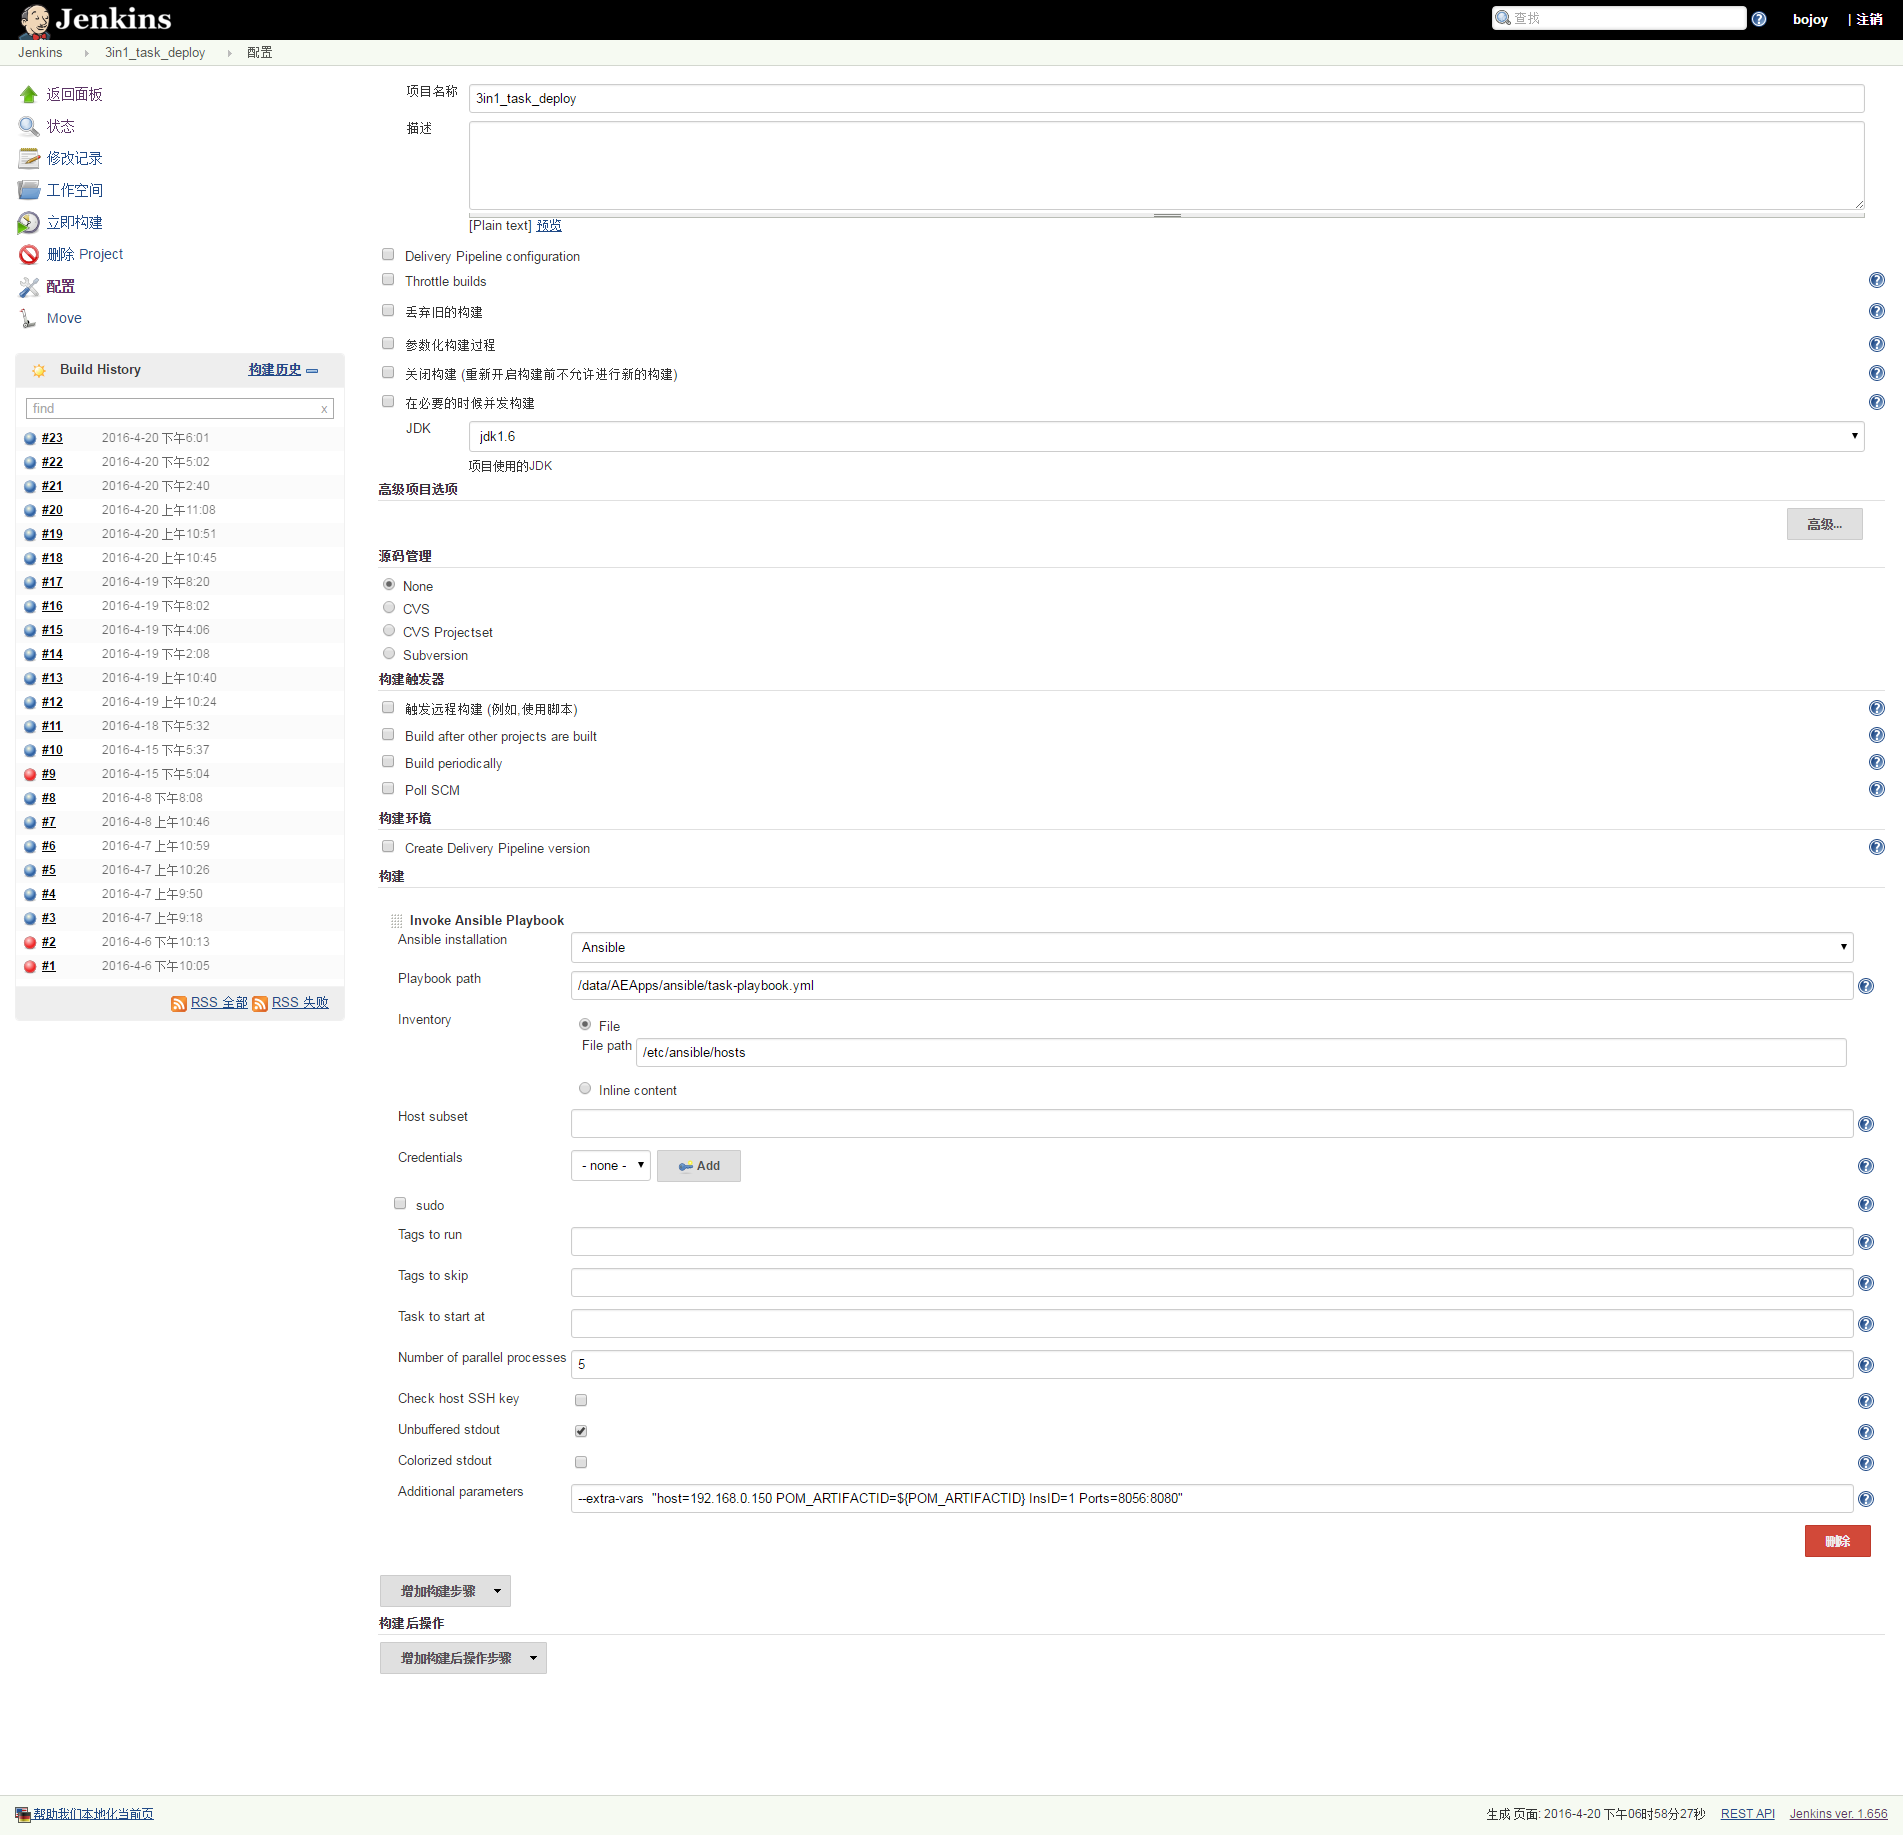 Jenkins
查找
bojoy
| 注销
Jenkins
3in1_task_deploy
配置
返回面板
状态
修改记录
工作空间
立即构建
删除 Project
配置
Move
Build History
构建历史
find
x
#23 2016-4-20 下午6:01
#22 2016-4-20 下午5:02
#21 2016-4-20 下午2:40
#20 2016-4-20 上午11:08
#19 2016-4-20 上午10:51
#18 2016-4-20 上午10:45
#17 2016-4-19 下午8:20
#16 2016-4-19 下午8:02
#15 2016-4-19 下午4:06
#14 2016-4-19 下午2:08
#13 2016-4-19 上午10:40
#12 2016-4-19 上午10:24
#11 2016-4-18 下午5:32
#10 2016-4-15 下午5:37
#9 2016-4-15 下午5:04
#8 2016-4-8 下午8:08
#7 2016-4-8 上午10:46
#6 2016-4-7 上午10:59
#5 2016-4-7 上午10:26
#4 2016-4-7 上午9:50
#3 2016-4-7 上午9:18
#2 2016-4-6 下午10:13
#1 2016-4-6 下午10:05
RSS 全部 RSS 失败
项目名称 3in1_task_deploy
描述
[Plain text] 预览
Delivery Pipeline configuration
Throttle builds
丢弃旧的构建
参数化构建过程
关闭构建 (重新开启构建前不允许进行新的构建)
在必要的时候并发构建
JDK jdk1.6
项目使用的JDK
高级项目选项
高级...
源码管理
None
CVS
CVS Projectset
Subversion
构建触发器
触发远程构建 (例如,使用脚本)
Build after other projects are built
Build periodically
Poll SCM
构建环境
Create Delivery Pipeline version
构建
Invoke Ansible Playbook
Ansible installation Ansible
Playbook path /data/AEApps/ansible/task-playbook.yml
Inventory
File
File path /etc/ansible/hosts
Inline content
Host subset
Credentials - none - Add
sudo
Tags to run
Tags to skip
Task to start at
Number of parallel processes 5
Check host SSH key
Unbuffered stdout
Colorized stdout
Additional parameters --extra-vars  "host=192.168.0.150 POM_ARTIFACTID=${POM_ARTIFACTID} InsID=1 Ports=8056:8080"
删除
增加构建步骤
构建后操作
增加构建后操作步骤
帮助我们本地化当前页
生成 页面: 2016-4-20 下午06时58分27秒 REST API Jenkins ver. 1.656